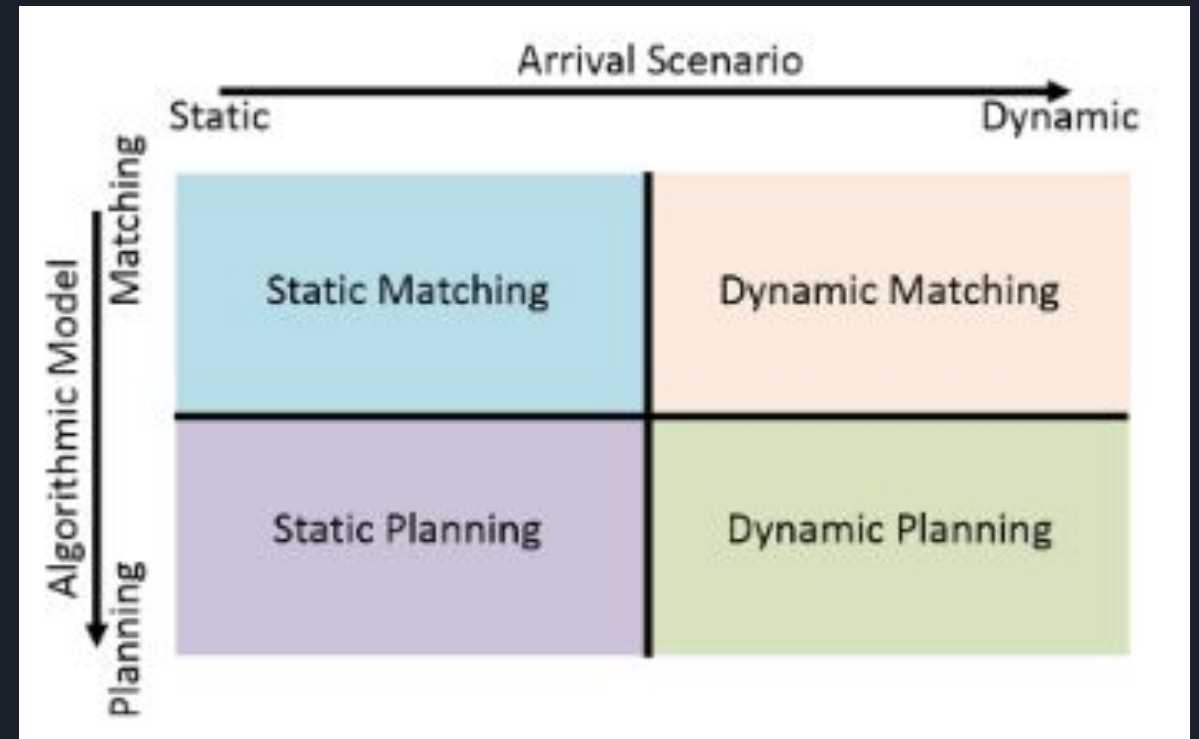 Arrival Scenario
Static
Dynamic
Algorithmic Model
Matching
Planning
Static Matching
Dynamic Matching
Static Planning
Dynamic Planning